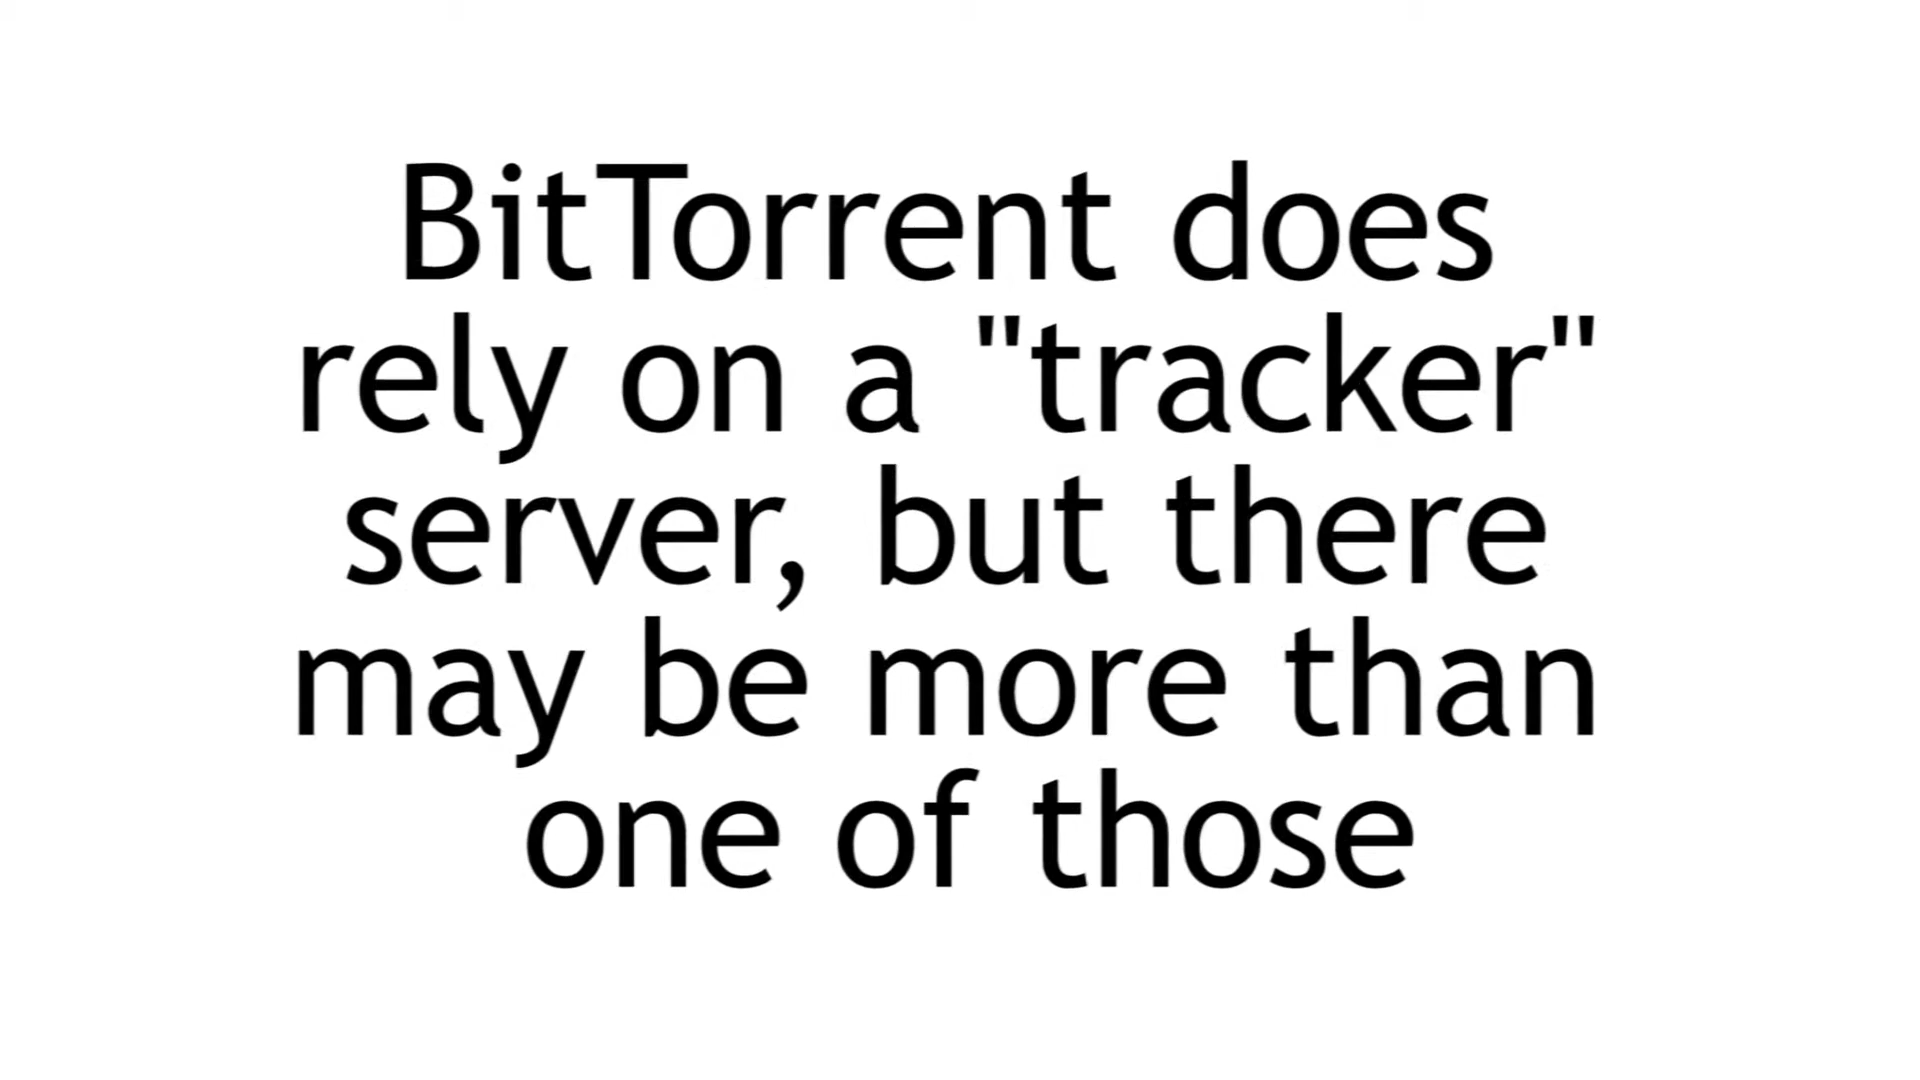 BitTorrent does
rely on a "tracker"
server, but there
may be more than
one of those